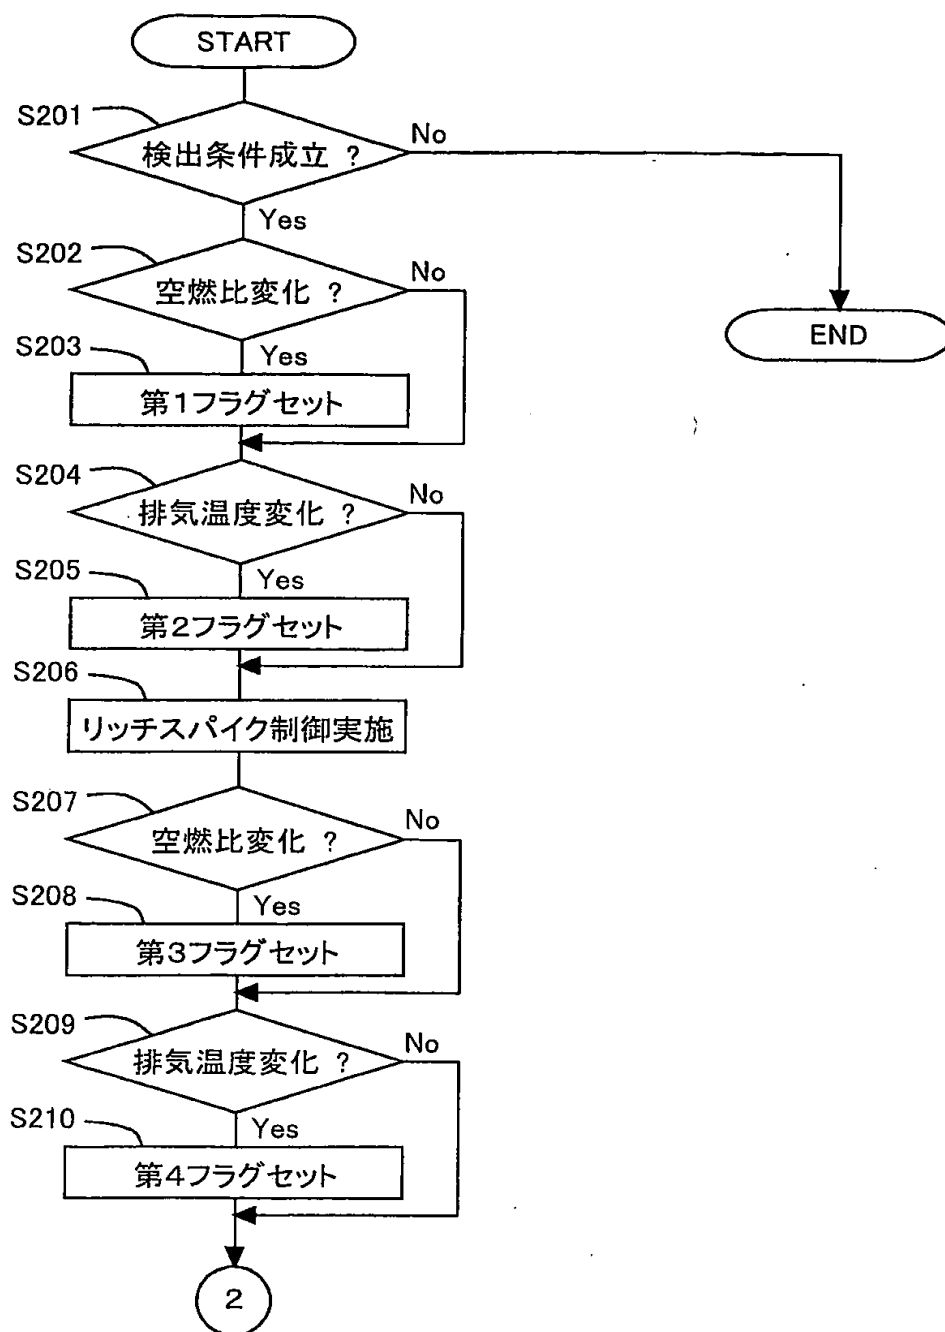 START
S201
検出条件成立 ?
No
Yes
S202
空燃比変化 ?
No
END
S203
Yes
第1フラグセット
S204
排気温度変化 ?
No
S205
Yes
第2フラグセット
S206
リッチスパイク制御実施
S207
空燃比変化 ?
No
S208
Yes
第3フラグセット
S209
排気温度変化 ?
No
S210
Yes
第4フラグセット
2